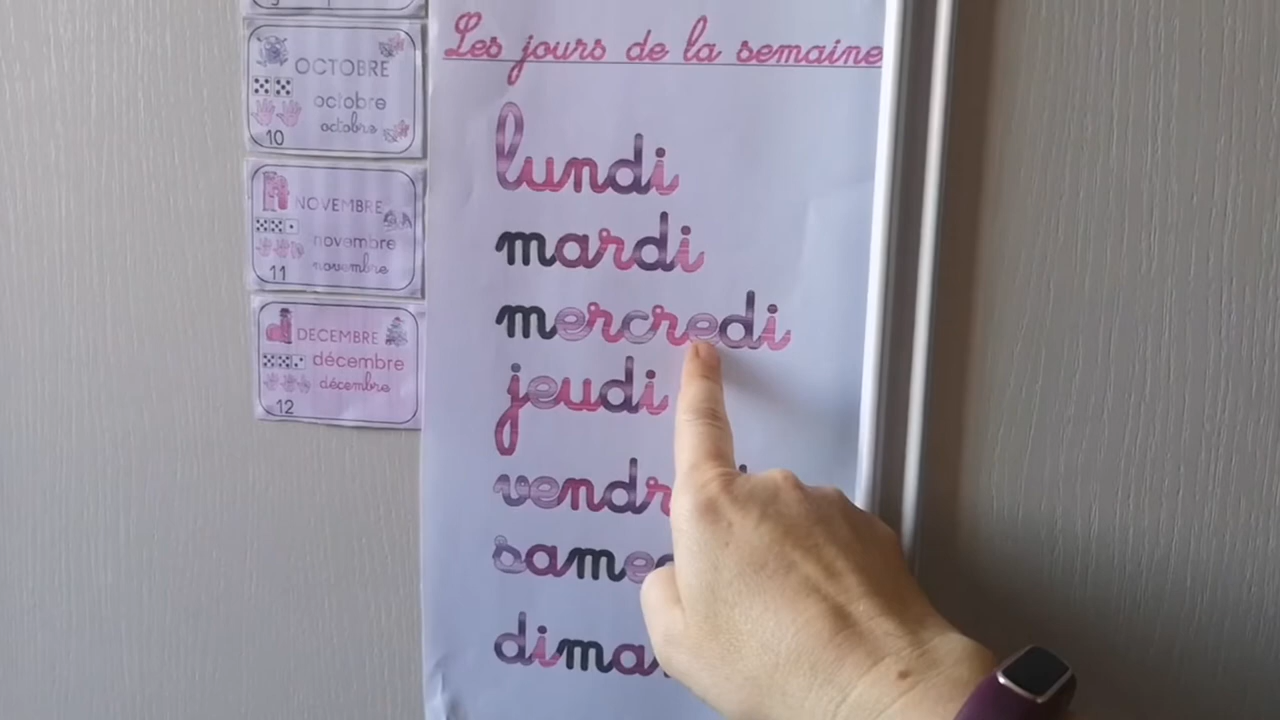 OCTOBRE
octobre
octobre
10
NOVEMBRE
novembre
novembre
11
DECEMBRE
décembre
décembre
12
Les jours de la semaine
lundi
mardi
mercredi
jeudi